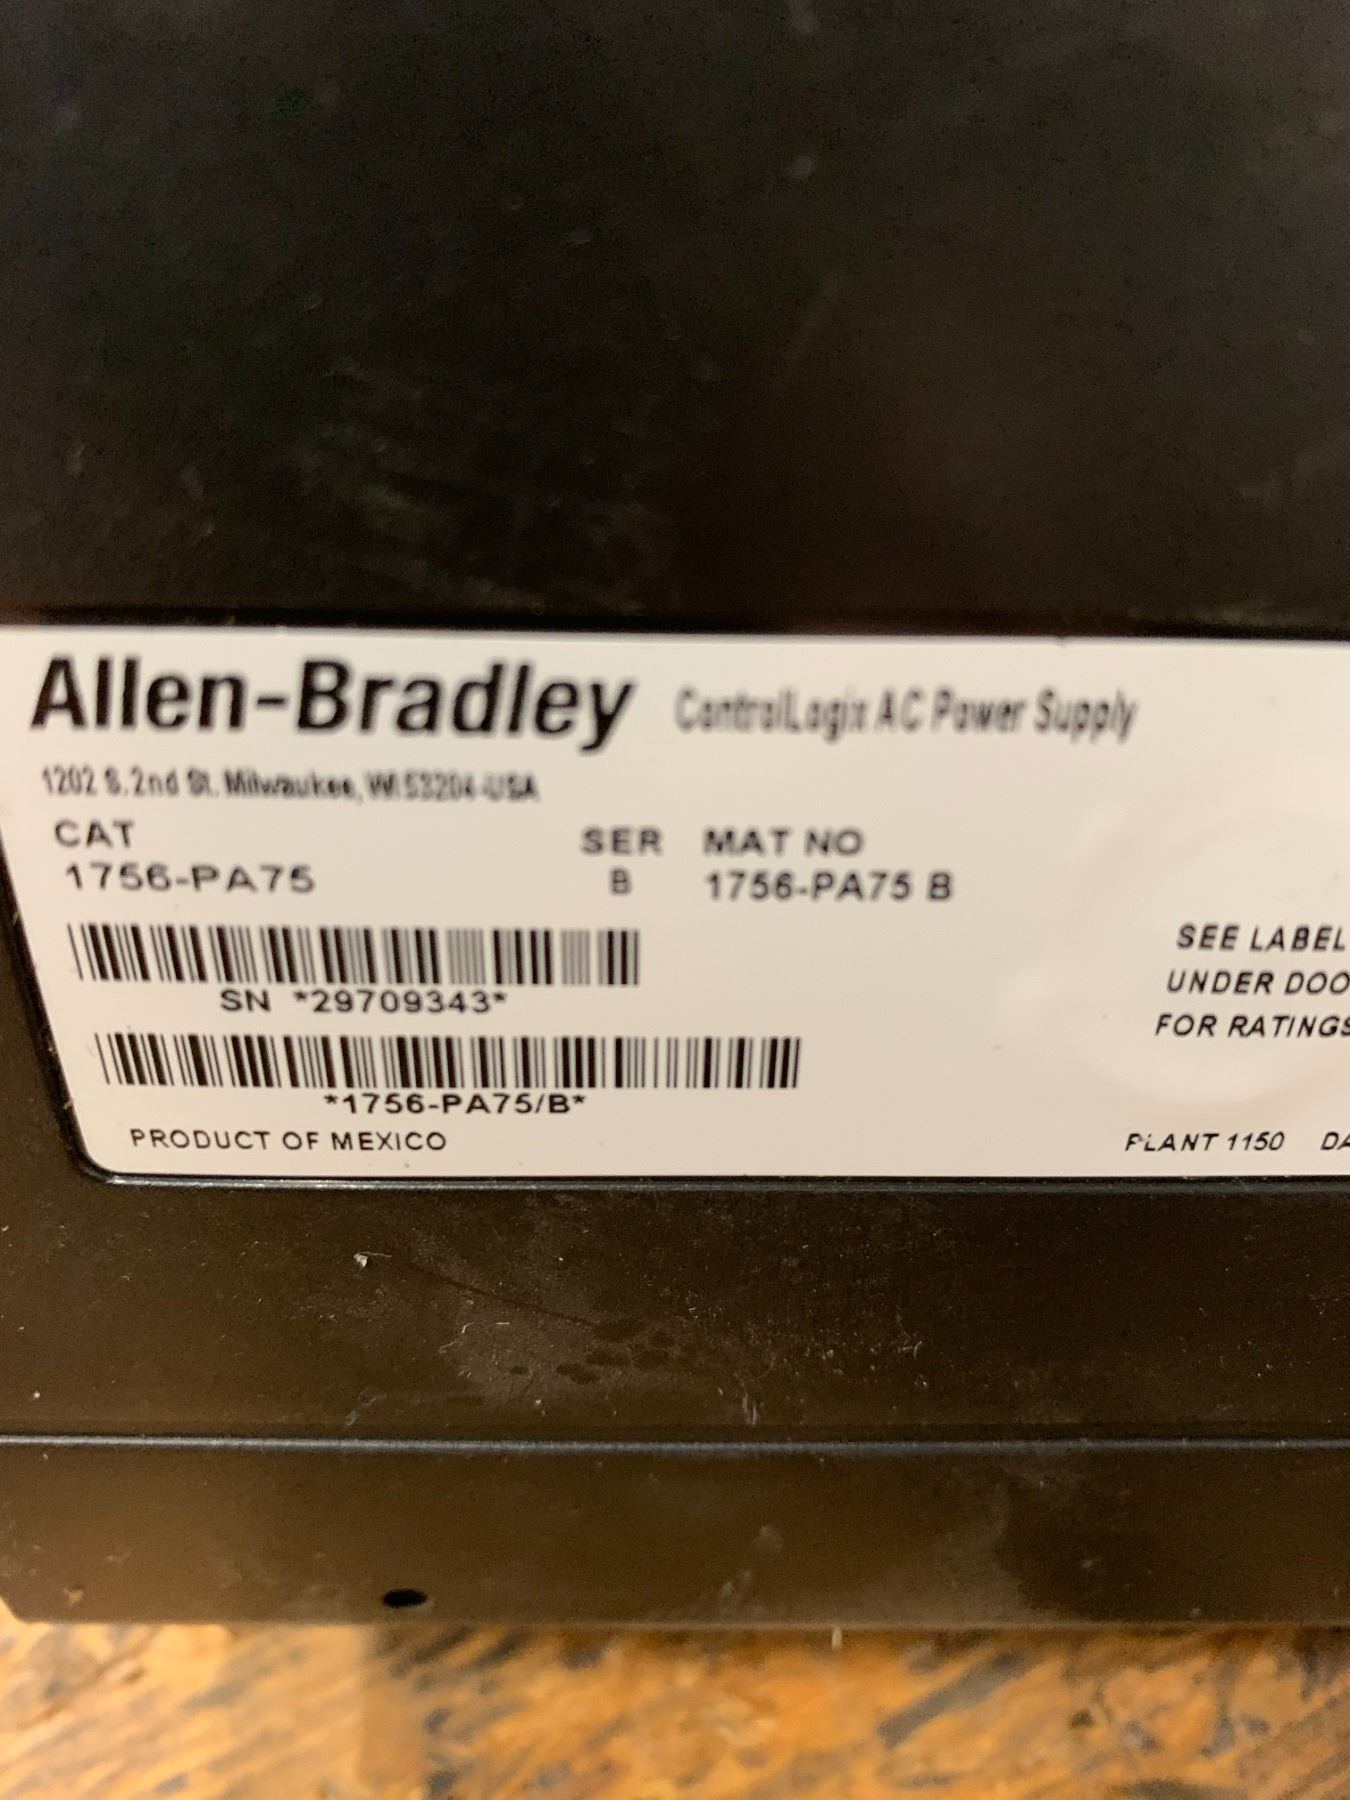 Allen-Bradley ControlLogix AC Power Supply
1202 S. 2nd St. Milwaukee, WI 53204-USA
CAT SER MAT NO
1756-PA75 B 1756-PA75 B
SEE LABEL
UNDER DOO
SN *29709343*
FOR RATINGS
*1756-PA75/B*
PRODUCT OF MEXICO PLANT 1150 DA